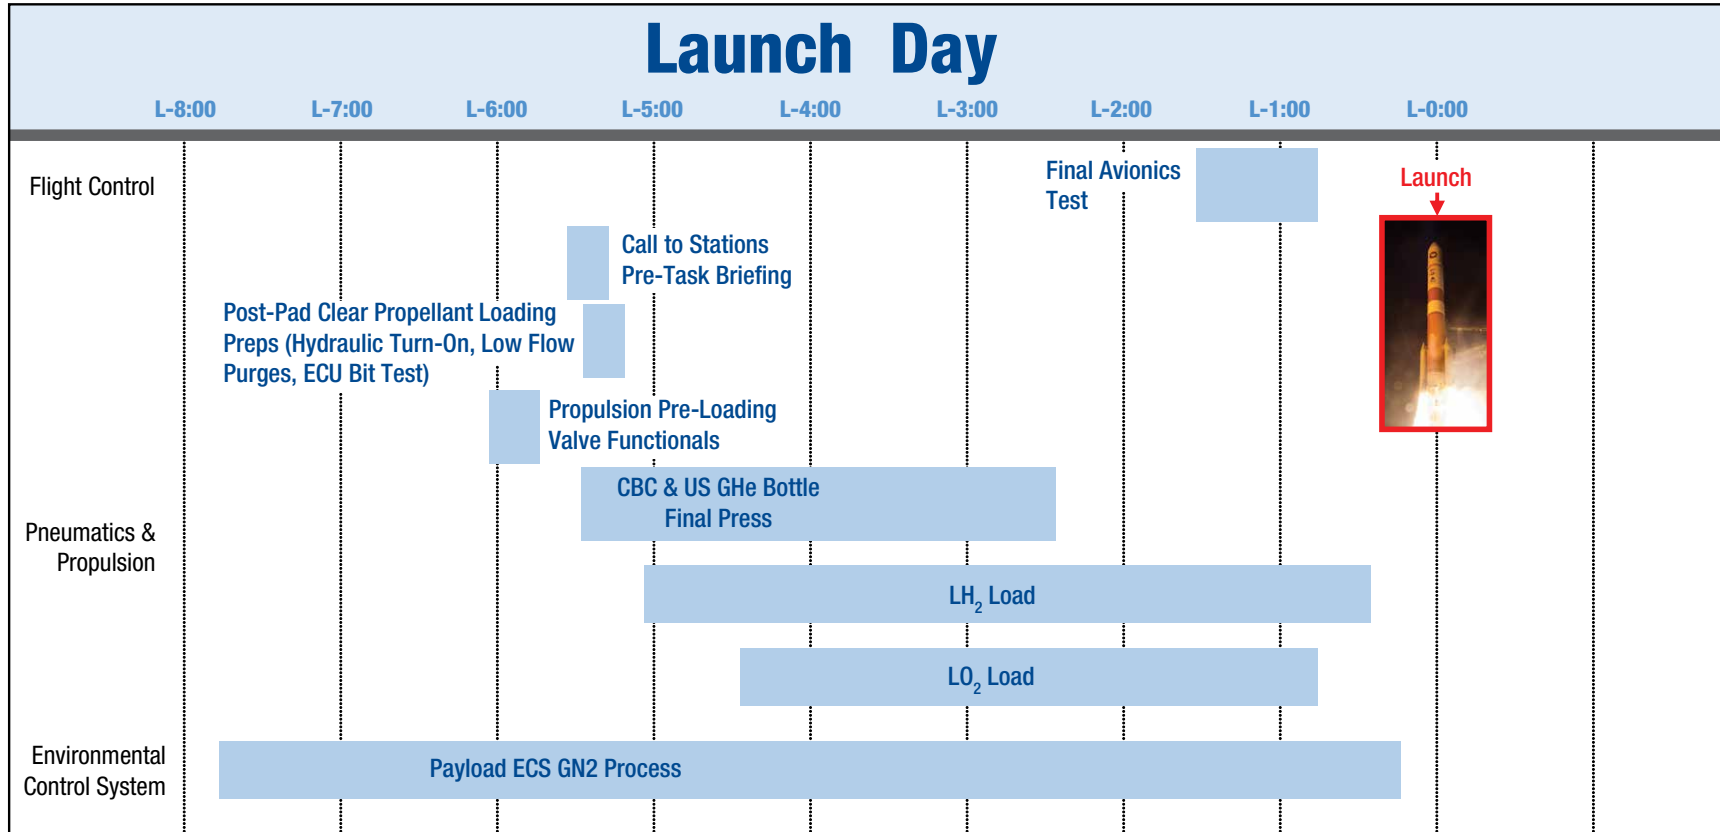 Launch Day
L-8:00 L-7:00 L-6:00 L-5:00 L-4:00 L-3:00 L-2:00 L-1:00 L-0:00
Flight Control
Final Avionics
Test
Launch
Call to Stations
Pre-Task Briefing
Post-Pad Clear Propellant Loading
Preps (Hydraulic Turn-On, Low Flow
Purges, ECU Bit Test)
Propulsion Pre-Loading
Valve Functionals
CBC & US GHe Bottle
Final Press
Pneumatics &
Propulsion
LH₂ Load
LO₂ Load
Environmental
Control System
Payload ECS GN2 Process